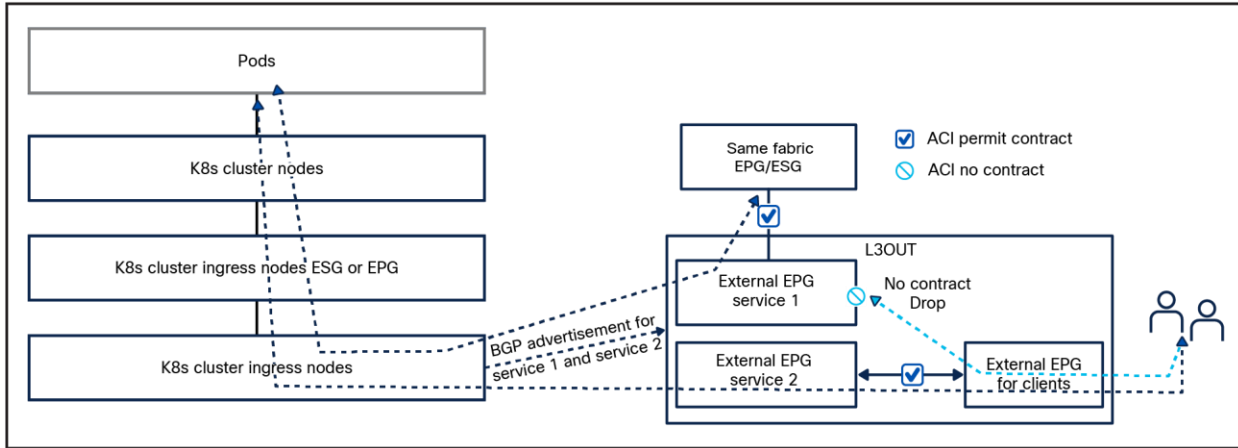 Pods
K8s cluster nodes
K8s cluster ingress nodes ESG or EPG
K8s cluster ingress nodes
BGP advertisement for
service 1 and service 2
Same fabric
EPG/ESG
ACI permit contract
ACI no contract
L3OUT
External EPG
service 1
No contract
Drop
External EPG
service 2
External EPG
for clients